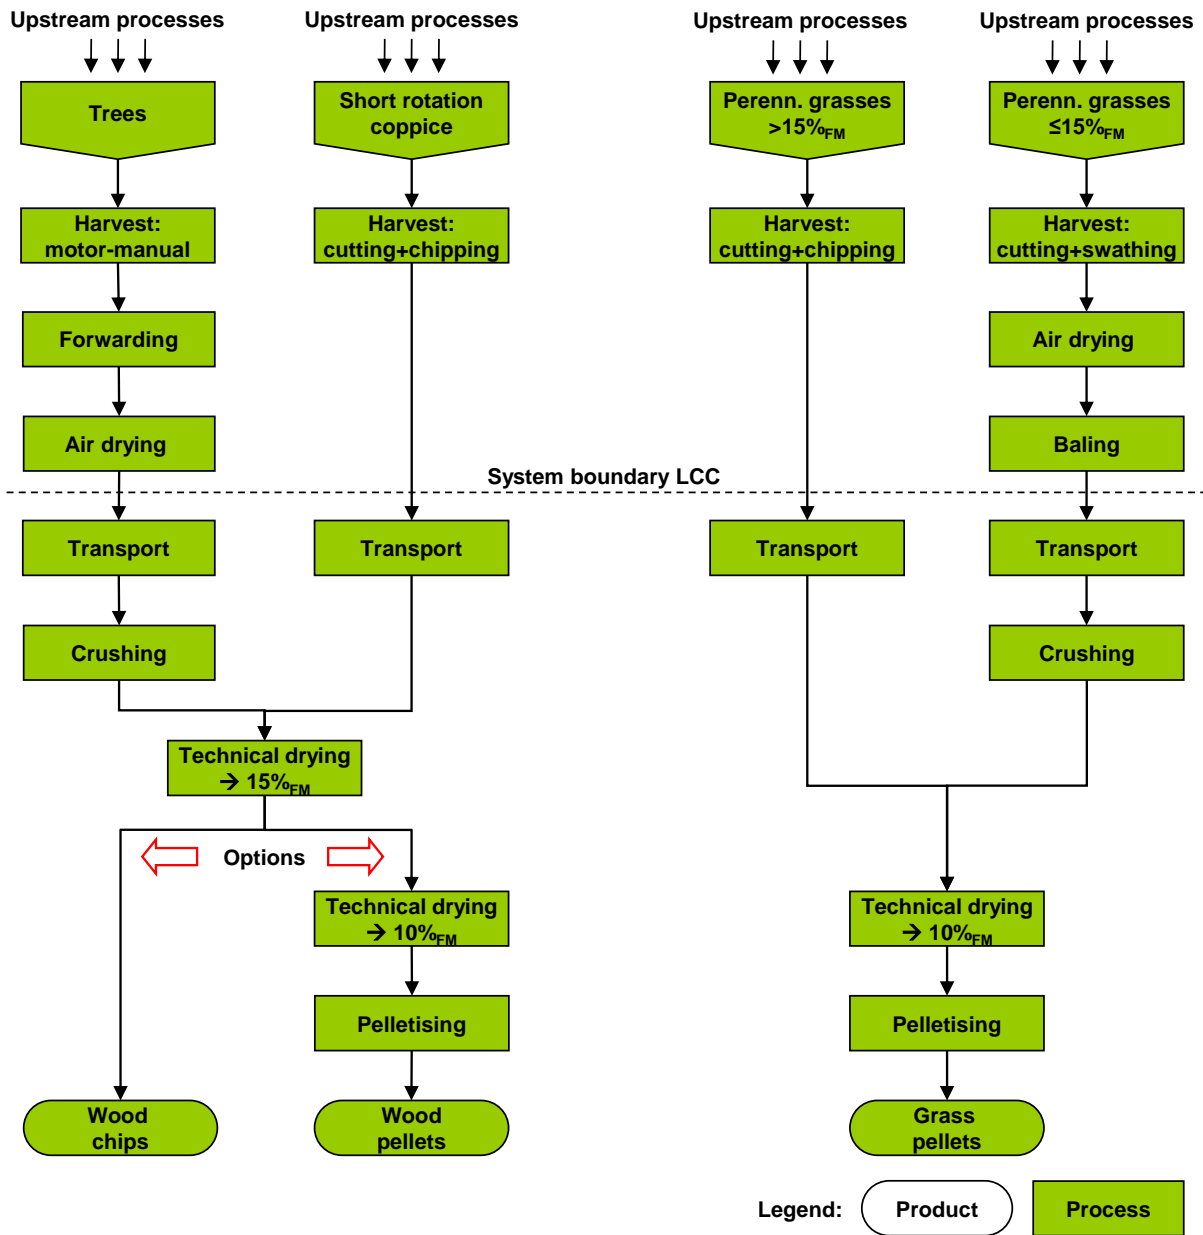 Upstream processes
Upstream processes
Upstream processes
Upstream processes
Trees
Short rotation
coppice
Perenn. grasses
>15%FM
Perenn. grasses
≤15%FM
Harvest:
motor-manual
Harvest:
cutting+chipping
Harvest:
cutting+chipping
Harvest:
cutting+swathing
Forwarding
Air drying
Air drying
Baling
System boundary LCC
Transport
Transport
Transport
Transport
Crushing
Crushing
Technical drying
→ 15%FM
Options
Technical drying
→ 10%FM
Technical drying
→ 10%FM
Pelletising
Pelletising
Wood
chips
Wood
pellets
Grass
pellets
Legend:
Product
Process